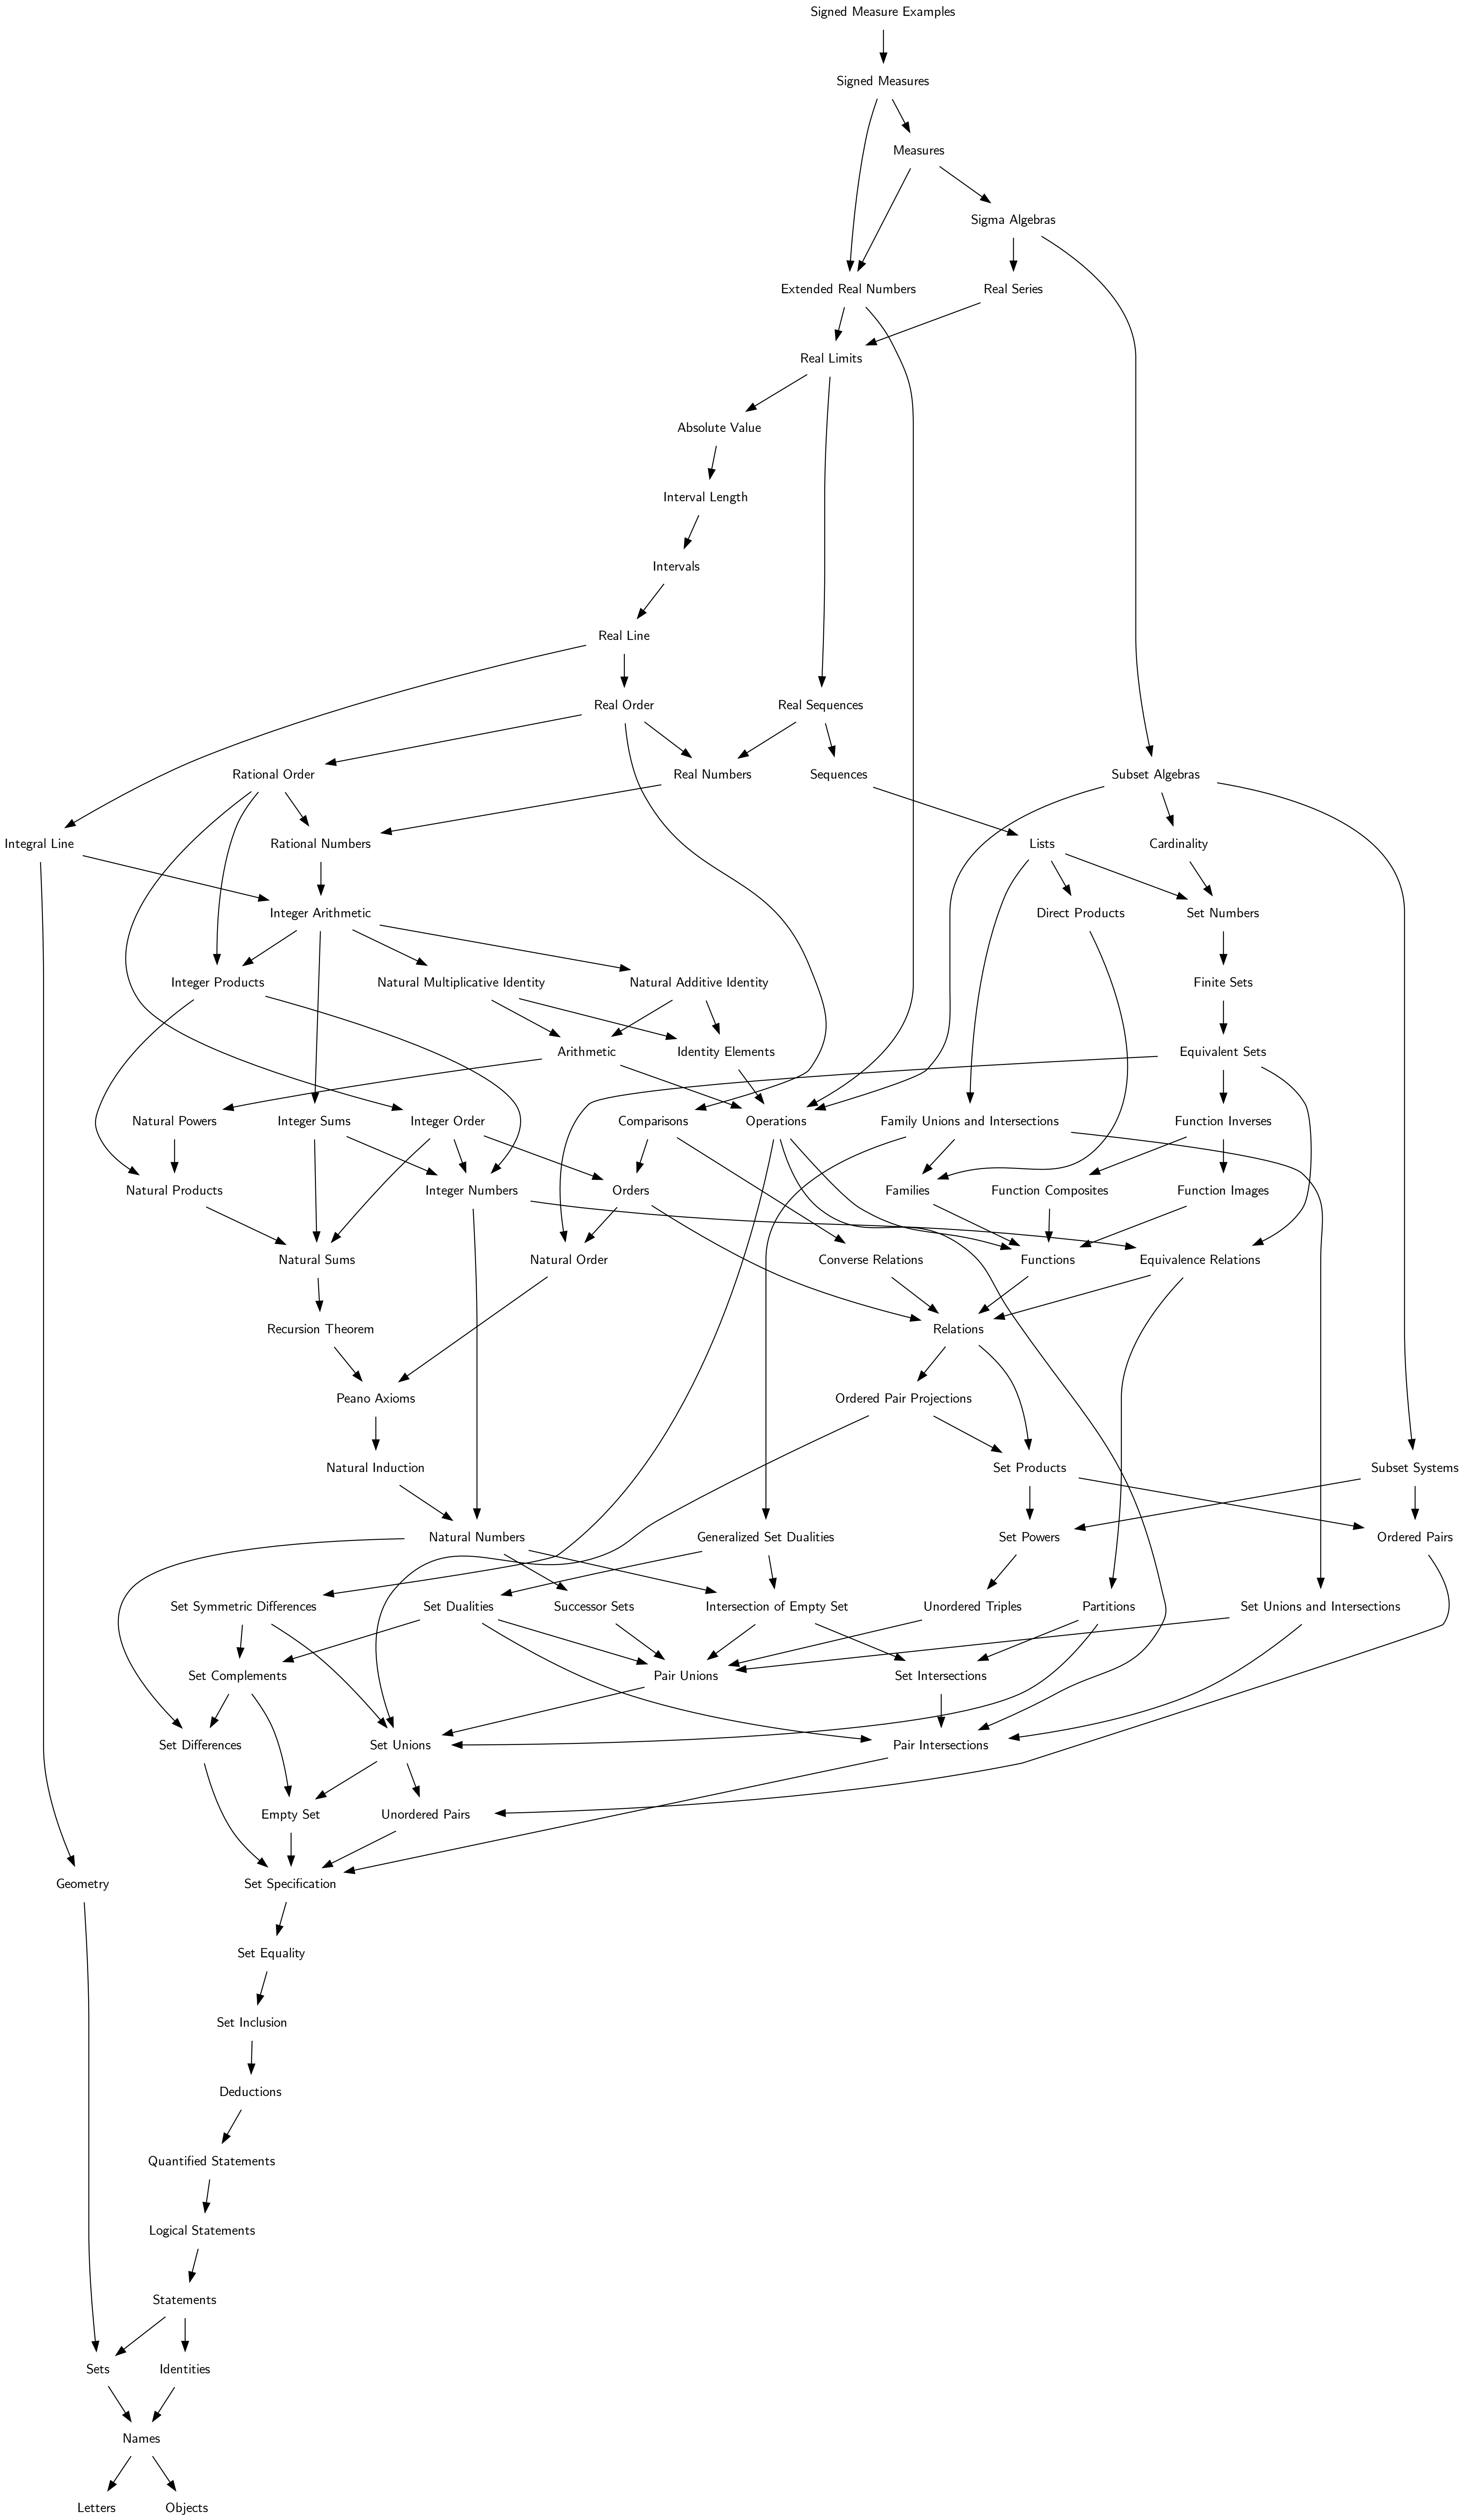 Signed Measure Examples
Signed Measures
Measures
Sigma Algebras
Extended Real Numbers
Real Series
Real Limits
Absolute Value
Interval Length
Intervals
Real Line
Real Order
Real Sequences
Rational Order
Real Numbers
Sequences
Subset Algebras
Integral Line
Rational Numbers
Lists
Cardinality
Integer Arithmetic
Direct Products
Set Numbers
Integer Products
Natural Multiplicative Identity
Natural Additive Identity
Finite Sets
Arithmetic
Identity Elements
Equivalent Sets
Natural Powers
Integer Sums
Integer Order
Comparisons
Operations
Family Unions and Intersections
Function Inverses
Natural Products
Integer Numbers
Orders
Families
Function Composites
Function Images
Natural Sums
Natural Order
Converse Relations
Functions
Equivalence Relations
Recursion Theorem
Relations
Peano Axioms
Ordered Pair Projections
Natural Induction
Set Products
Subset Systems
Natural Numbers
Generalized Set Dualities
Set Powers
Ordered Pairs
Set Symmetric Differences
Set Dualities
Successor Sets
Intersection of Empty Set
Unordered Triples
Partitions
Set Unions and Intersections
Set Complements
Pair Unions
Set Intersections
Set Differences
Set Unions
Pair Intersections
Empty Set
Unordered Pairs
Geometry
Set Specification
Set Equality
Set Inclusion
Deductions
Quantified Statements
Logical Statements
Statements
Sets
Identities
Names
Letters
Objects